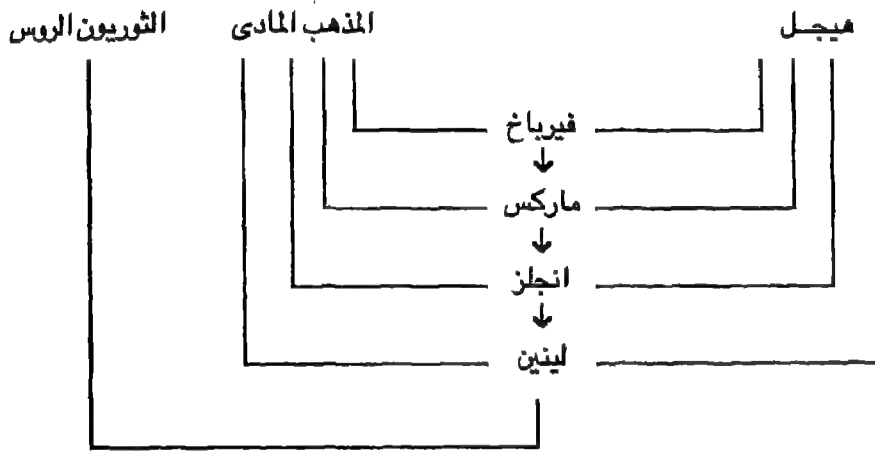 هيجل المذهب المادى الثوريون الروس
فيرباخ
ماركس
انجلز
لينين